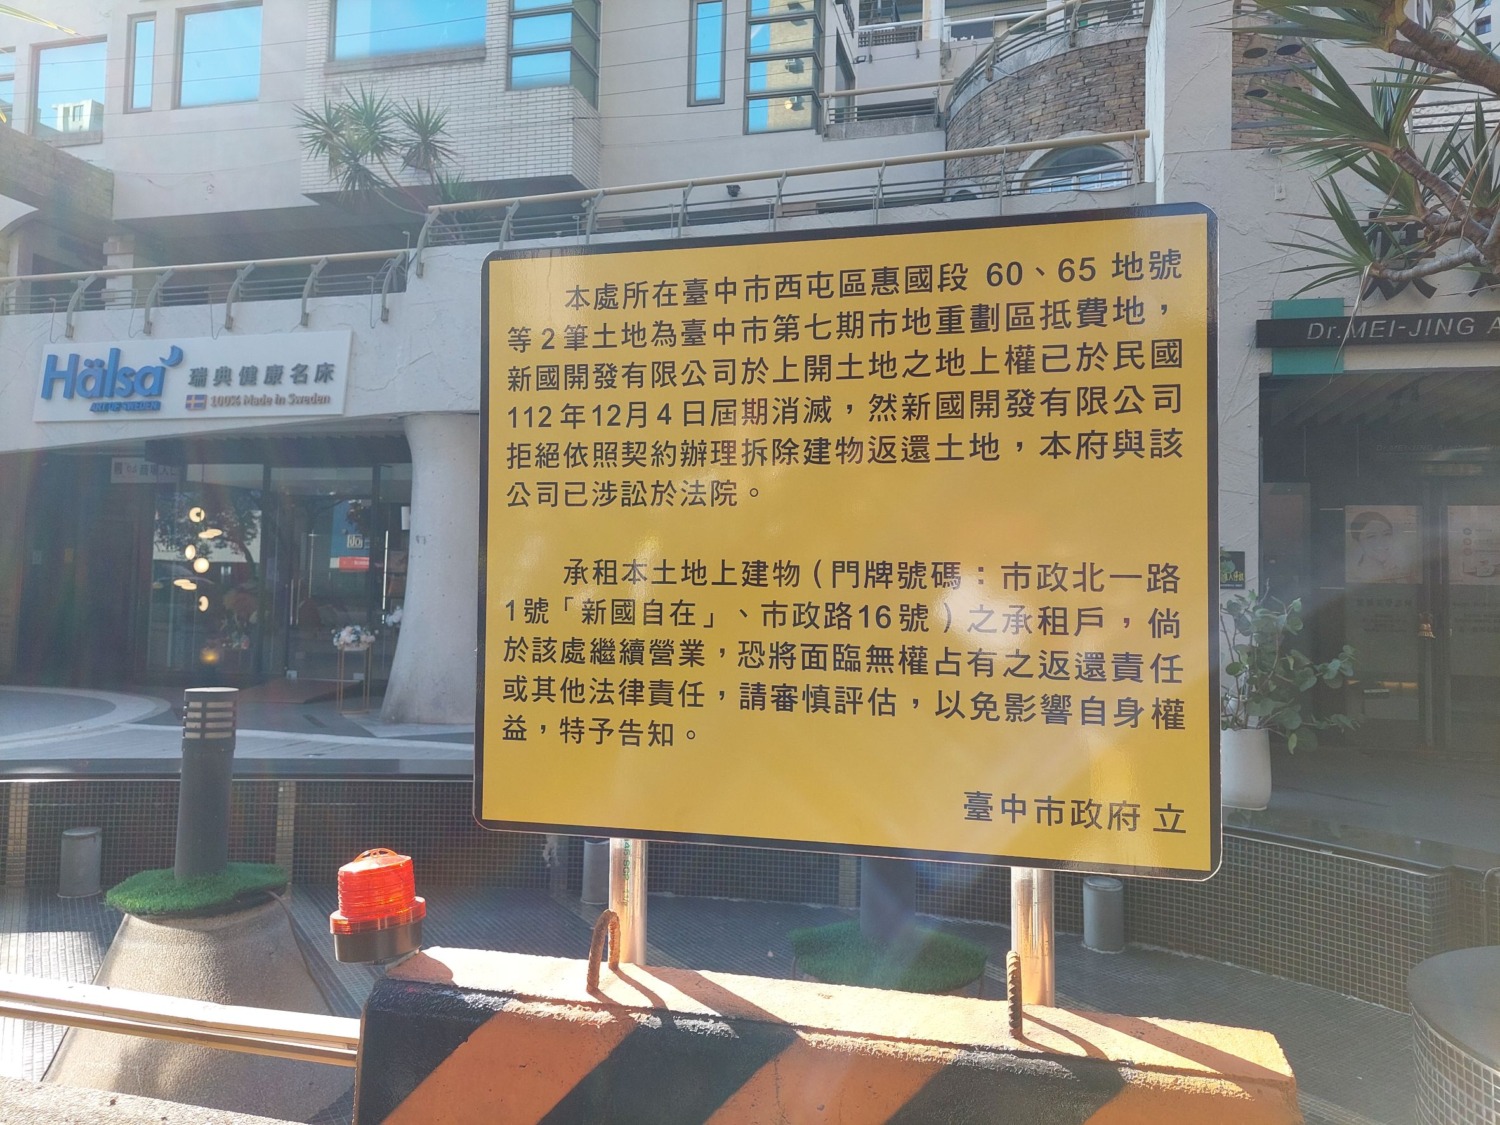 Hälsa
瑞典健康名床
ART OF SWEDEN
100% Made in Sweden
本處所在臺中市西屯區惠國段 60、65 地號
等2筆土地為臺中市第七期市地重劃區抵費地，
新國開發有限公司於上開土地之地上權已於民國
112年12月4日屆期消滅，然新國開發有限公司
拒絕依照契約辦理拆除建物返還土地，本府與該
公司已涉訟於法院。
承租本土地上建物(門牌號碼：市政北一路
1號「新國自在」、市政路16號)之承租戶，倘
於該處繼續營業，恐將面臨無權占有之返還責任
或其他法律責任，請審慎評估，以免影響自身權
益，特予告知。
臺中市政府 立
Dr.MEI-JING